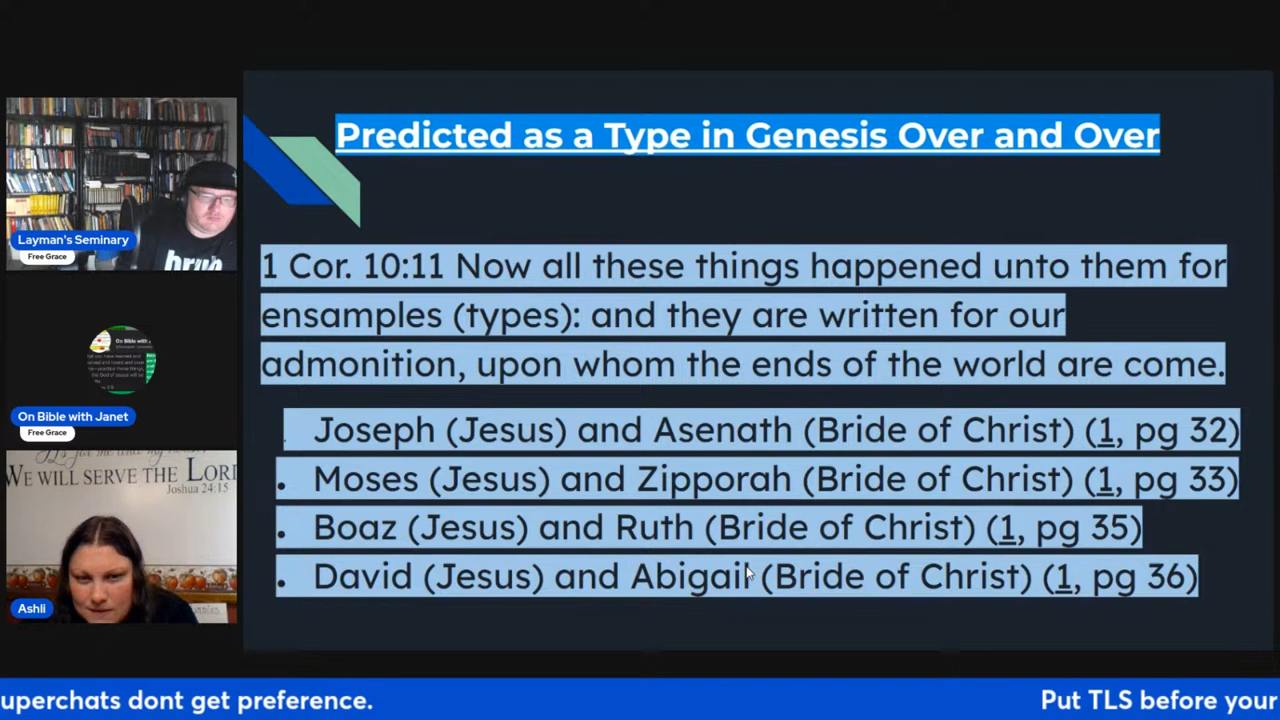 Predicted as a Type in Genesis Over and Over
1 Cor. 10:11 Now all these things happened unto them for
ensamples (types): and they are written for our
admonition, upon whom the ends of the world are come.
Joseph (Jesus) and Asenath (Bride of Christ) (1, pg 32)
• Moses (Jesus) and Zipporah (Bride of Christ) (1, pg 33)
• Boaz (Jesus) and Ruth (Bride of Christ) (1, pg 35)
• David (Jesus) and Abigail (Bride of Christ) (1, pg 36)
Layman's Seminary
Free Grace
bruh
On Bible with Janet
Free Grace
WE WILL SERVE THE LORD
Joshua 24:15
Ashli
uperchats dont get preference.
Put TLS before your